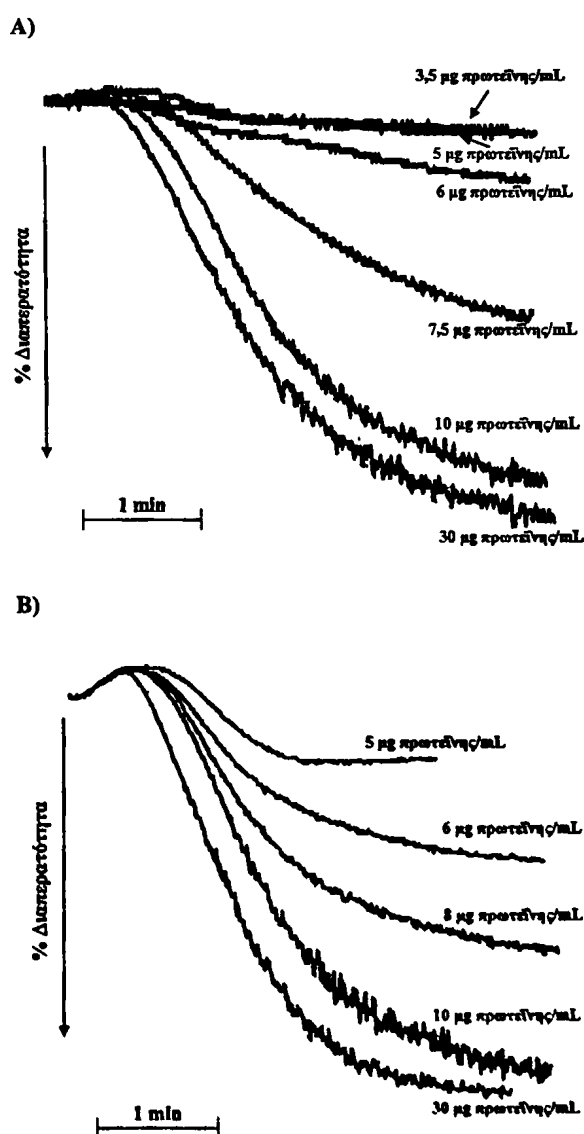 A)
3,5 μg πρωτεΐνης/mL
5 μg πρωτεΐνης/mL
6 μg πρωτεΐνης/mL
7,5 μg πρωτεΐνης/mL
10 μg πρωτεΐνης/mL
30 μg πρωτεΐνης/mL
% Διαπερατότητα
1 min
B)
5 μg πρωτεΐνης/mL
6 μg πρωτεΐνης/mL
8 μg πρωτεΐνης/mL
10 μg πρωτεΐνης/mL
30 μg πρωτεΐνης/mL
% Διαπερατότητα
1 min